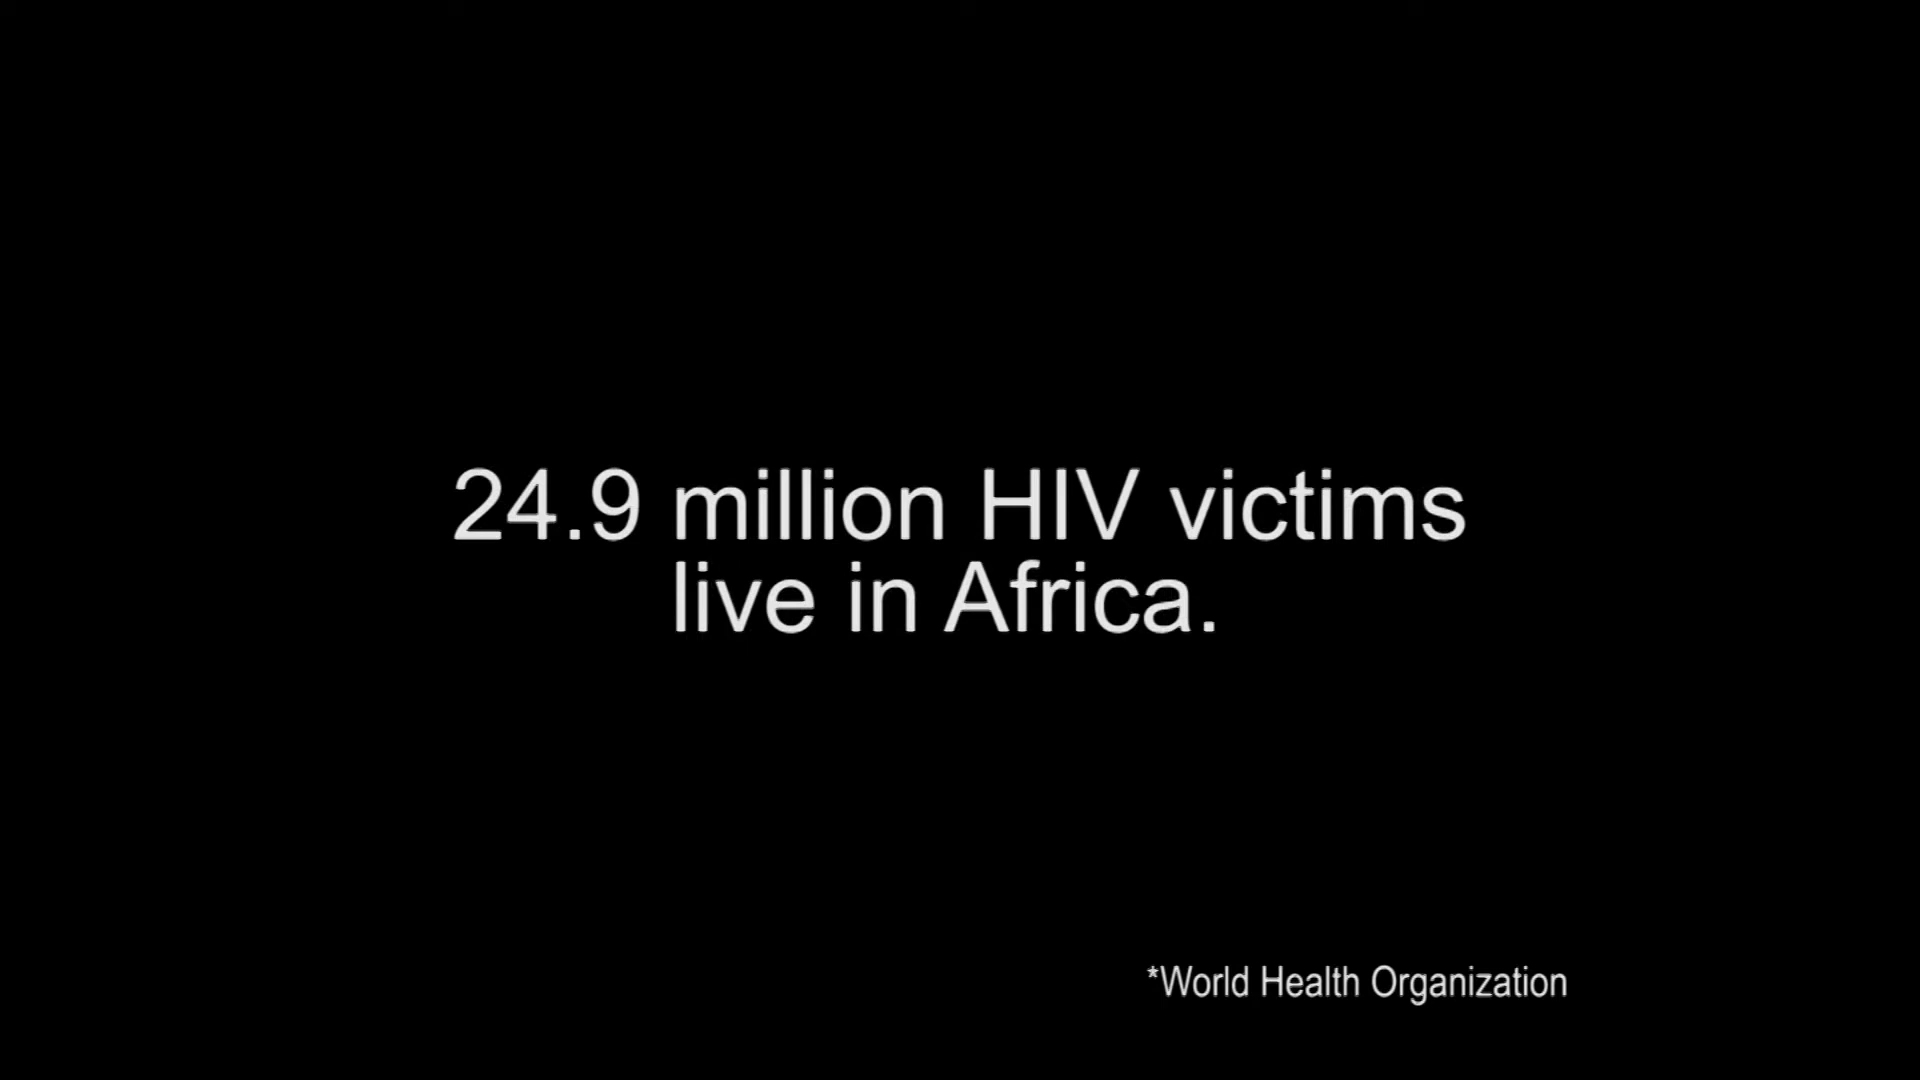 24.9 million HIV victims
live in Africa.
*World Health Organization